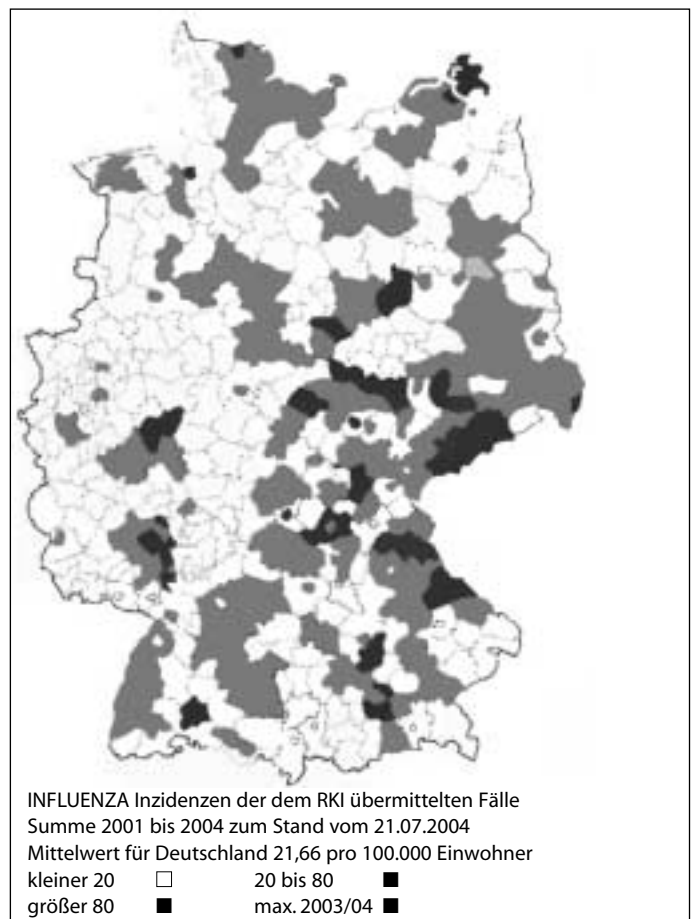 INFLUENZA Inzidenzen der dem RKI übermittelten Fälle
Summe 2001 bis 2004 zum Stand vom 21.07.2004
Mittelwert für Deutschland 21,66 pro 100.000 Einwohner
kleiner 20 □ 20 bis 80 ■
größer 80 ■ max. 2003/04 ■